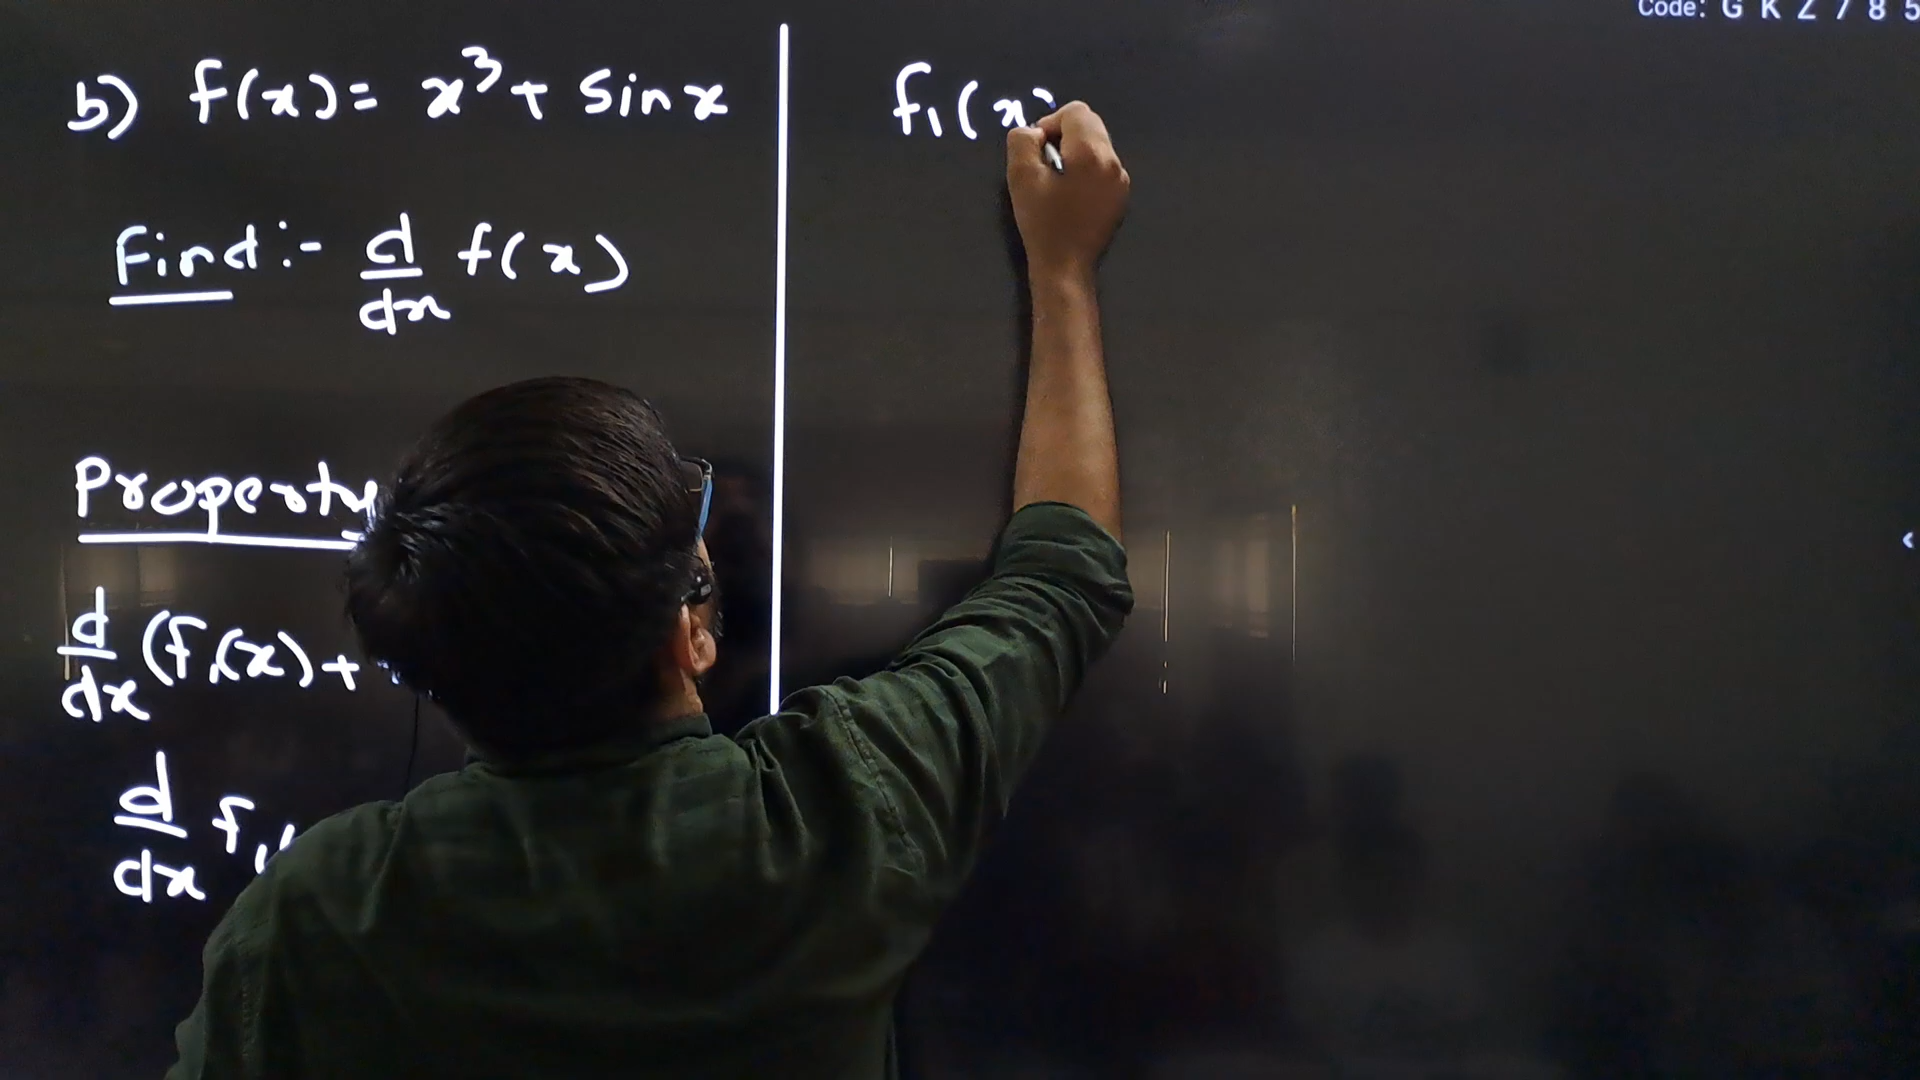 Code: G K Z 7 8 5
b) f(x) = x³ + sin x
Find :- d/dx f(x)
Property
d/dx (f₁(x) +
d/dx f₁(
f₁(x)